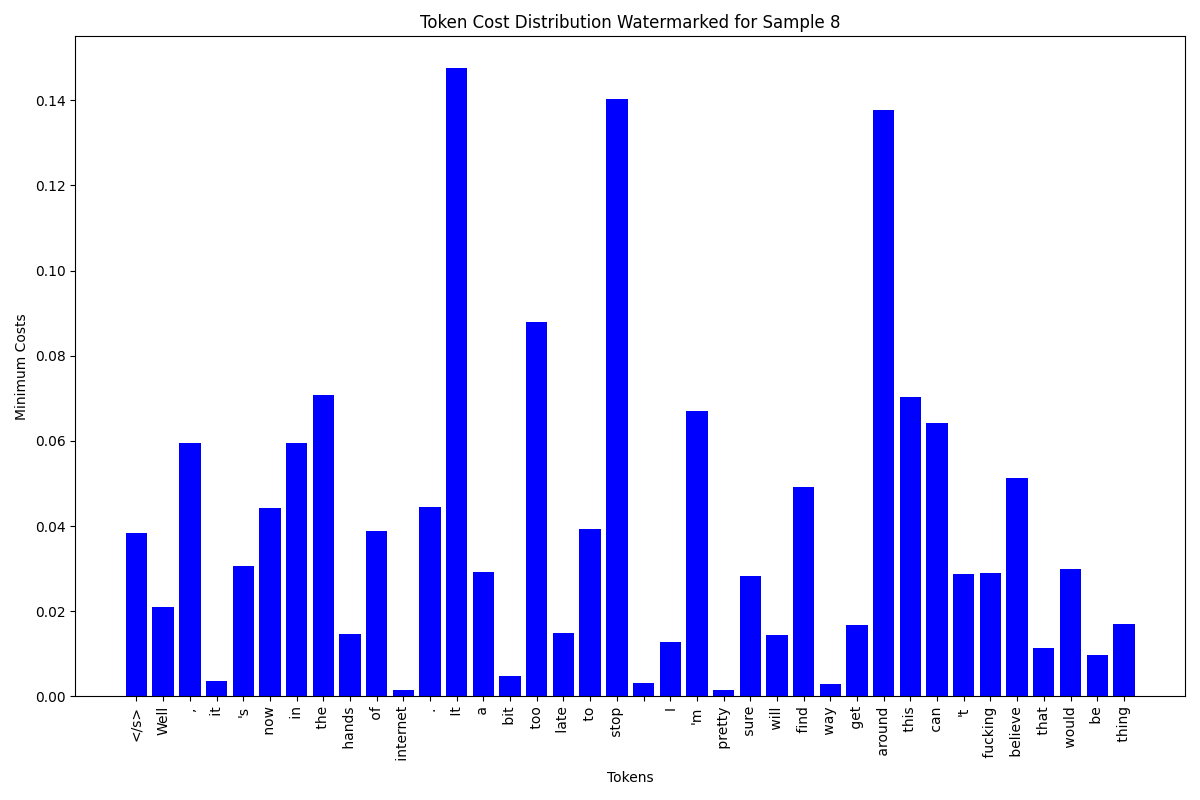 Token Cost Distribution Watermarked for Sample 8
Minimum Costs
0.14
0.12
0.10
0.08
0.06
0.04
0.02
0.00
</s>
Well
,
it
's
now
in
the
hands
of
internet
.
It
a
bit
too
late
to
stop
.
I
'm
pretty
sure
will
find
way
get
around
this
can
't
fucking
believe
that
would
be
thing
Tokens